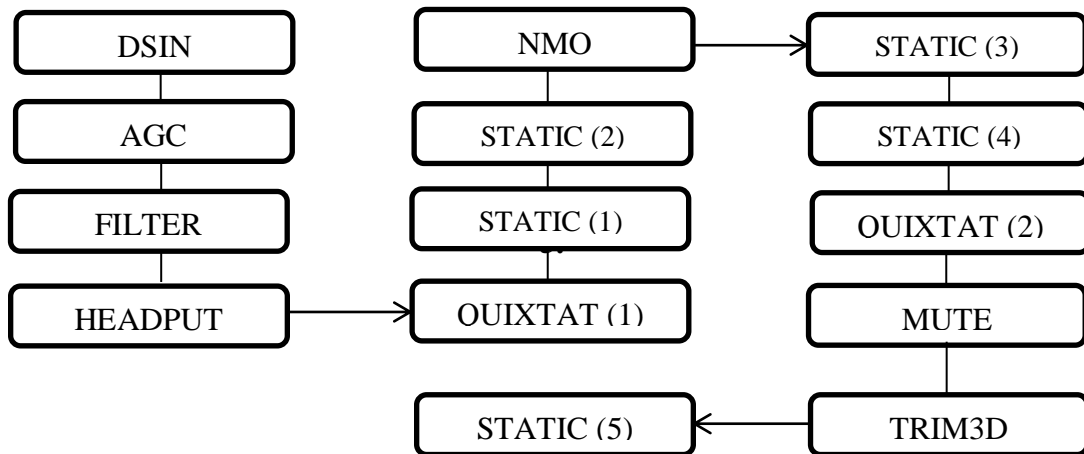 DSIN
AGC
FILTER
HEADPUT
OUIXTAT (1)
STATIC (1)
STATIC (2)
NMO
STATIC (3)
STATIC (4)
OUIXTAT (2)
MUTE
TRIM3D
STATIC (5)